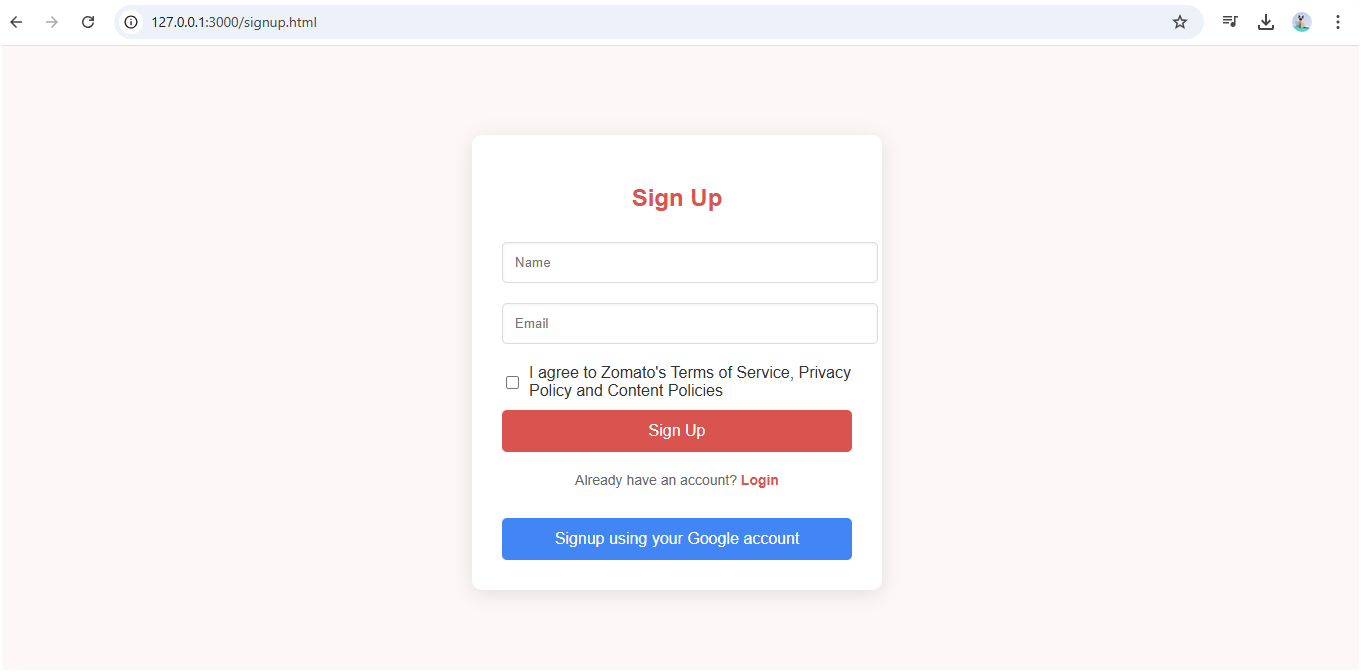 127.0.0.1:3000/signup.html
Sign Up
Name
Email
I agree to Zomato's Terms of Service, Privacy
Policy and Content Policies
Sign Up
Already have an account? Login
Signup using your Google account